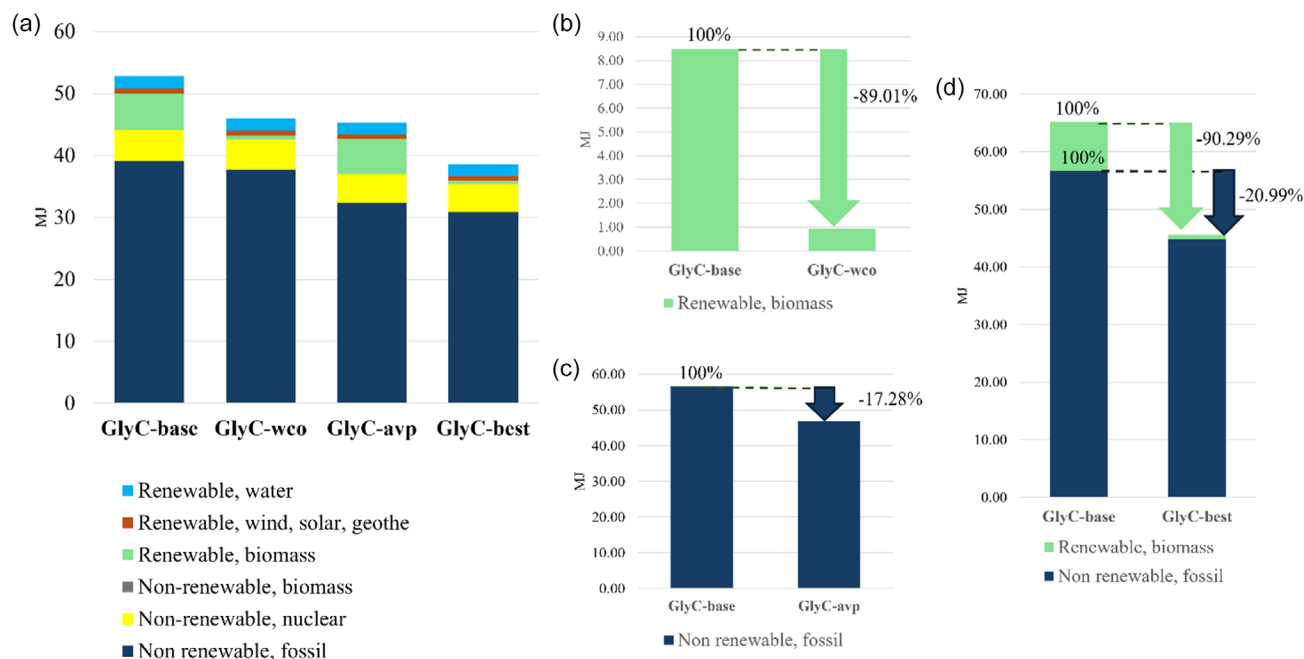 (a)
60
50
40
30
20
10
0
MJ
GlyC-base GlyC-wco GlyC-avp GlyC-best
Renewable, water
Renewable, wind, solar, geothe
Renewable, biomass
Non-renewable, biomass
Non-renewable, nuclear
Non renewable, fossil
(b)
9.00
8.00
7.00
6.00
5.00
4.00
3.00
2.00
1.00
0.00
MJ
100%
-89.01%
GlyC-base GlyC-wco
Renewable, biomass
(c)
60.00
50.00
40.00
30.00
20.00
10.00
0.00
MJ
100%
-17.28%
GlyC-base GlyC-avp
Non renewable, fossil
(d)
70.00
60.00
50.00
40.00
30.00
20.00
10.00
0.00
MJ
100%
-90.29%
100%
-20.99%
GlyC-base GlyC-best
Renewable, biomass
Non renewable, fossil